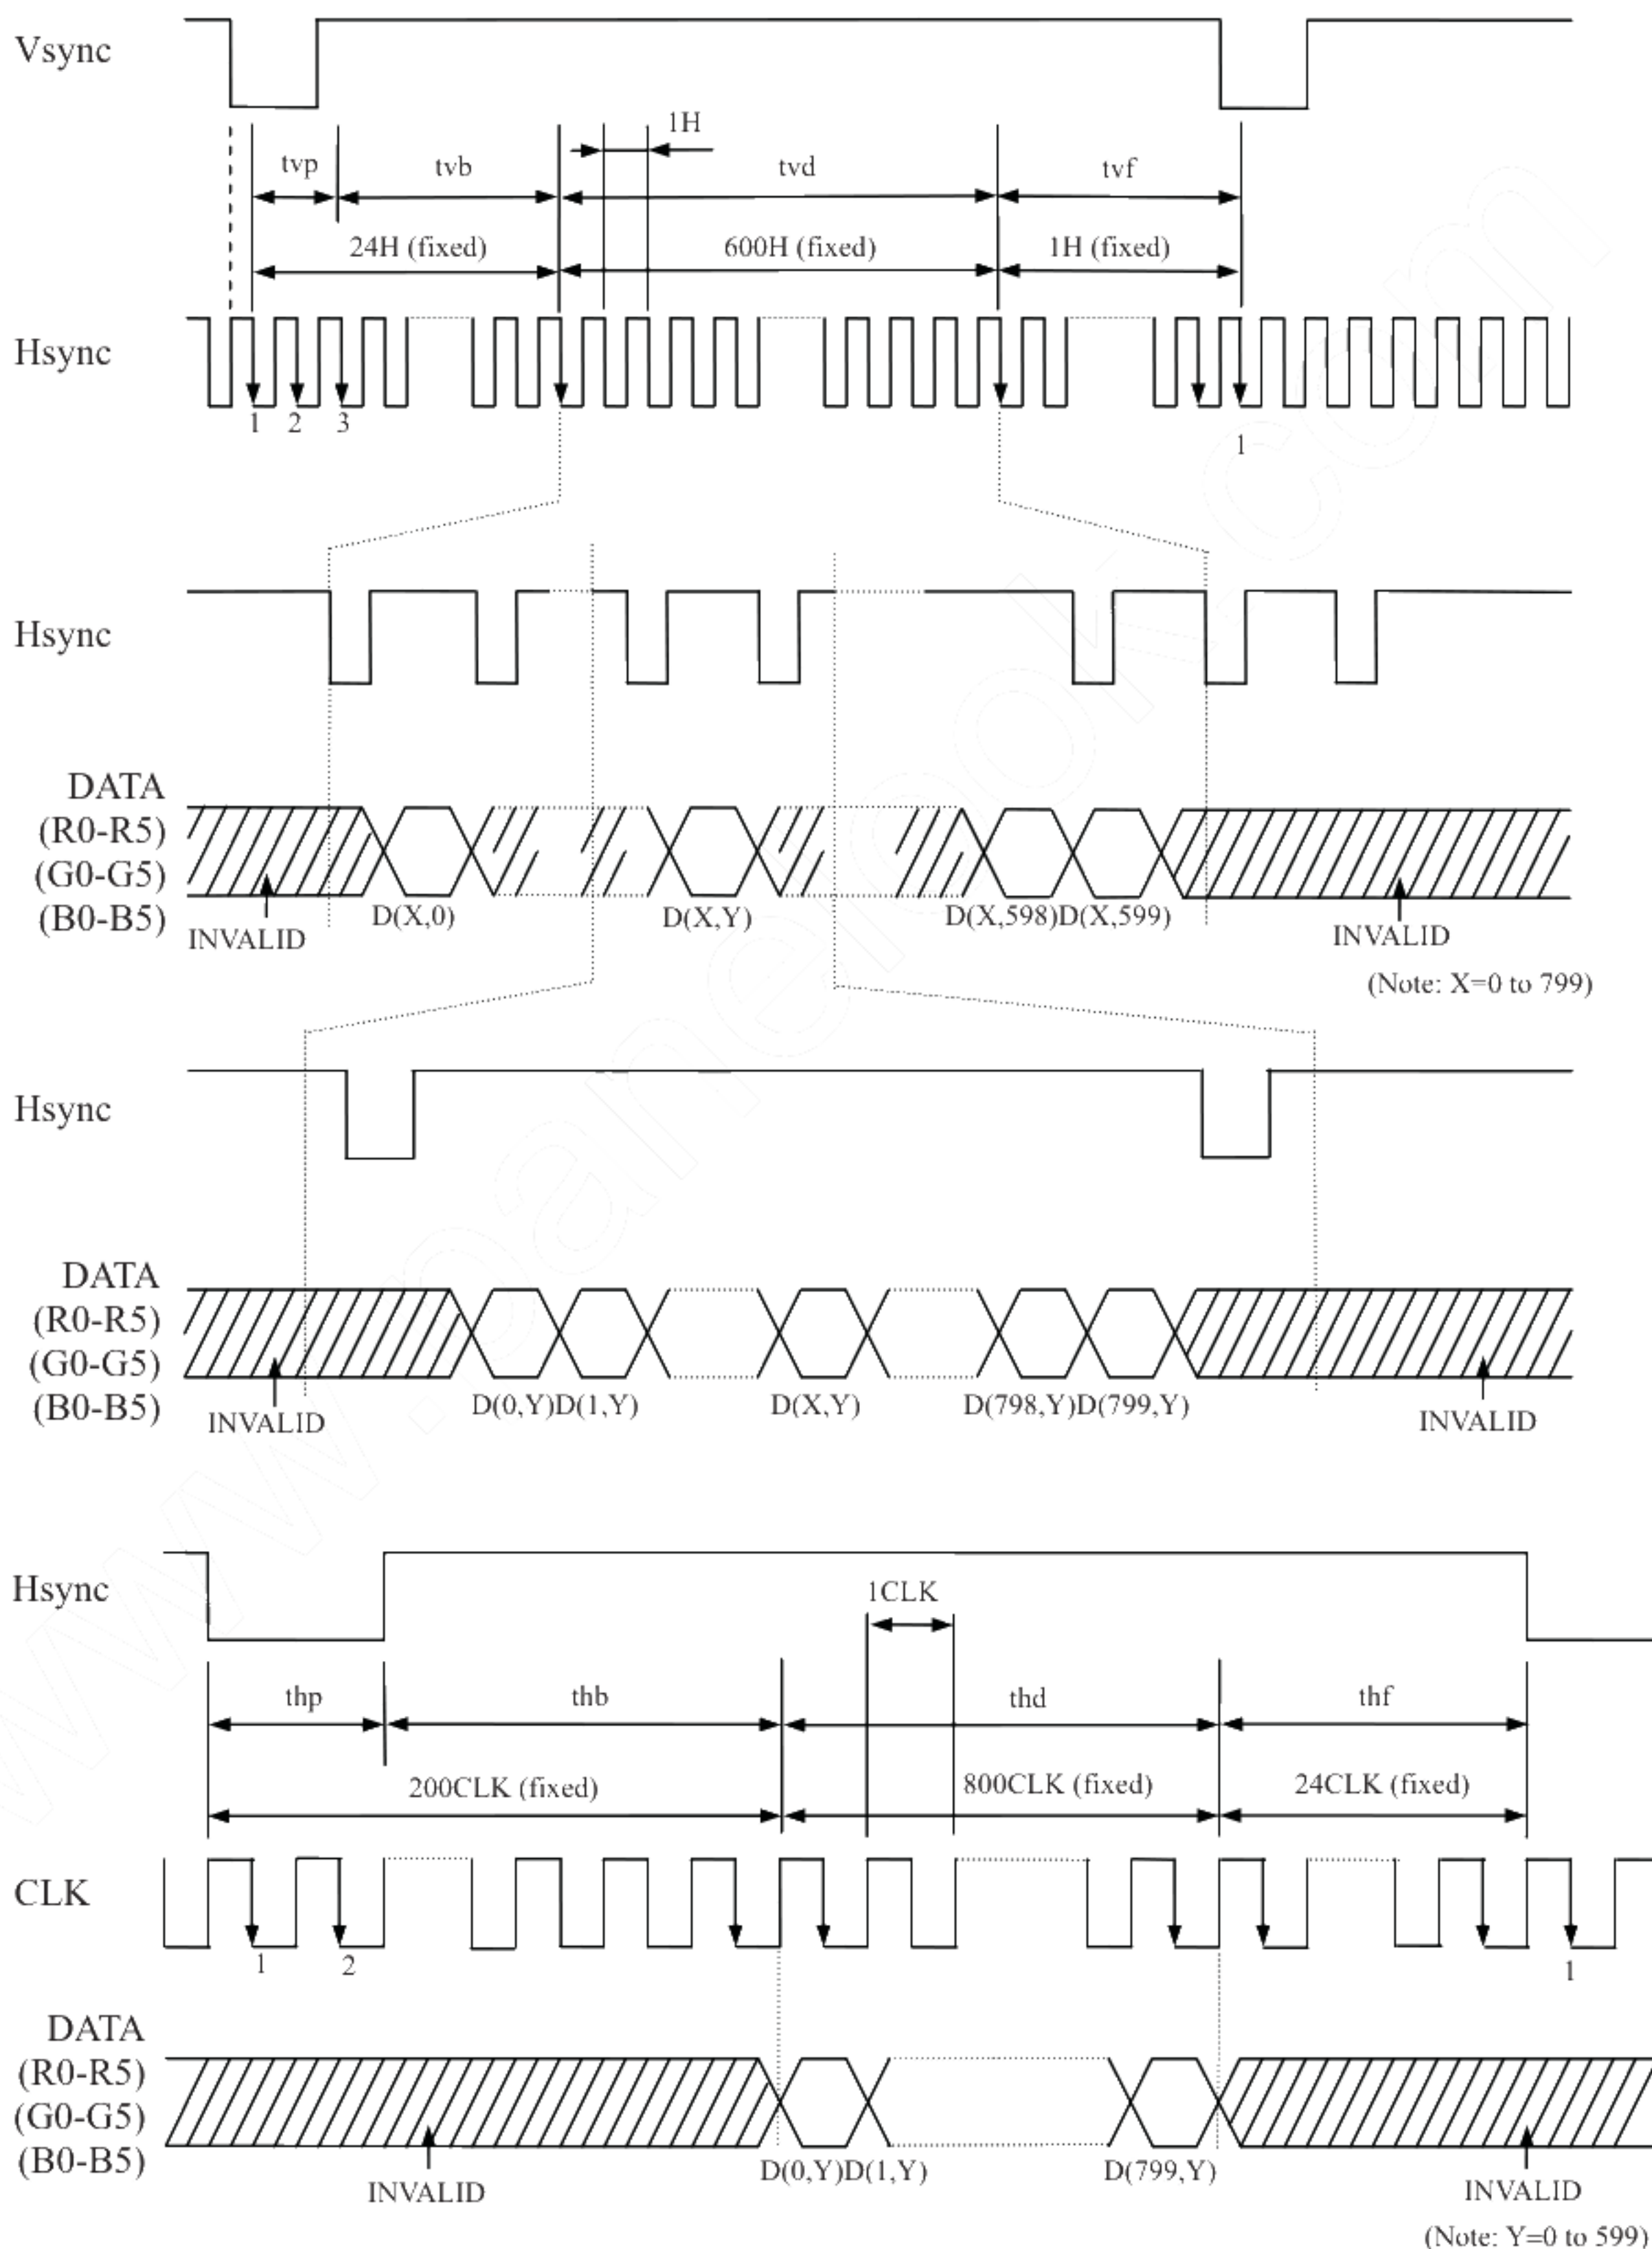 Vsync
1H
tvp
tvb
tvd
tvf
24H (fixed)
600H (fixed)
1H (fixed)
Hsync
1
2
3
1
Hsync
DATA
(R0-R5)
(G0-G5)
(B0-B5)
INVALID
D(X,0)
D(X,Y)
D(X,598)D(X,599)
INVALID
(Note: X=0 to 799)
Hsync
DATA
(R0-R5)
(G0-G5)
(B0-B5)
INVALID
D(0,Y)D(1,Y)
D(X,Y)
D(798,Y)D(799,Y)
INVALID
Hsync
1CLK
thp
thb
thd
thf
200CLK (fixed)
800CLK (fixed)
24CLK (fixed)
CLK
1
2
1
DATA
(R0-R5)
(G0-G5)
(B0-B5)
INVALID
D(0,Y)D(1,Y)
D(799,Y)
INVALID
(Note: Y=0 to 599)
www.panelook.com